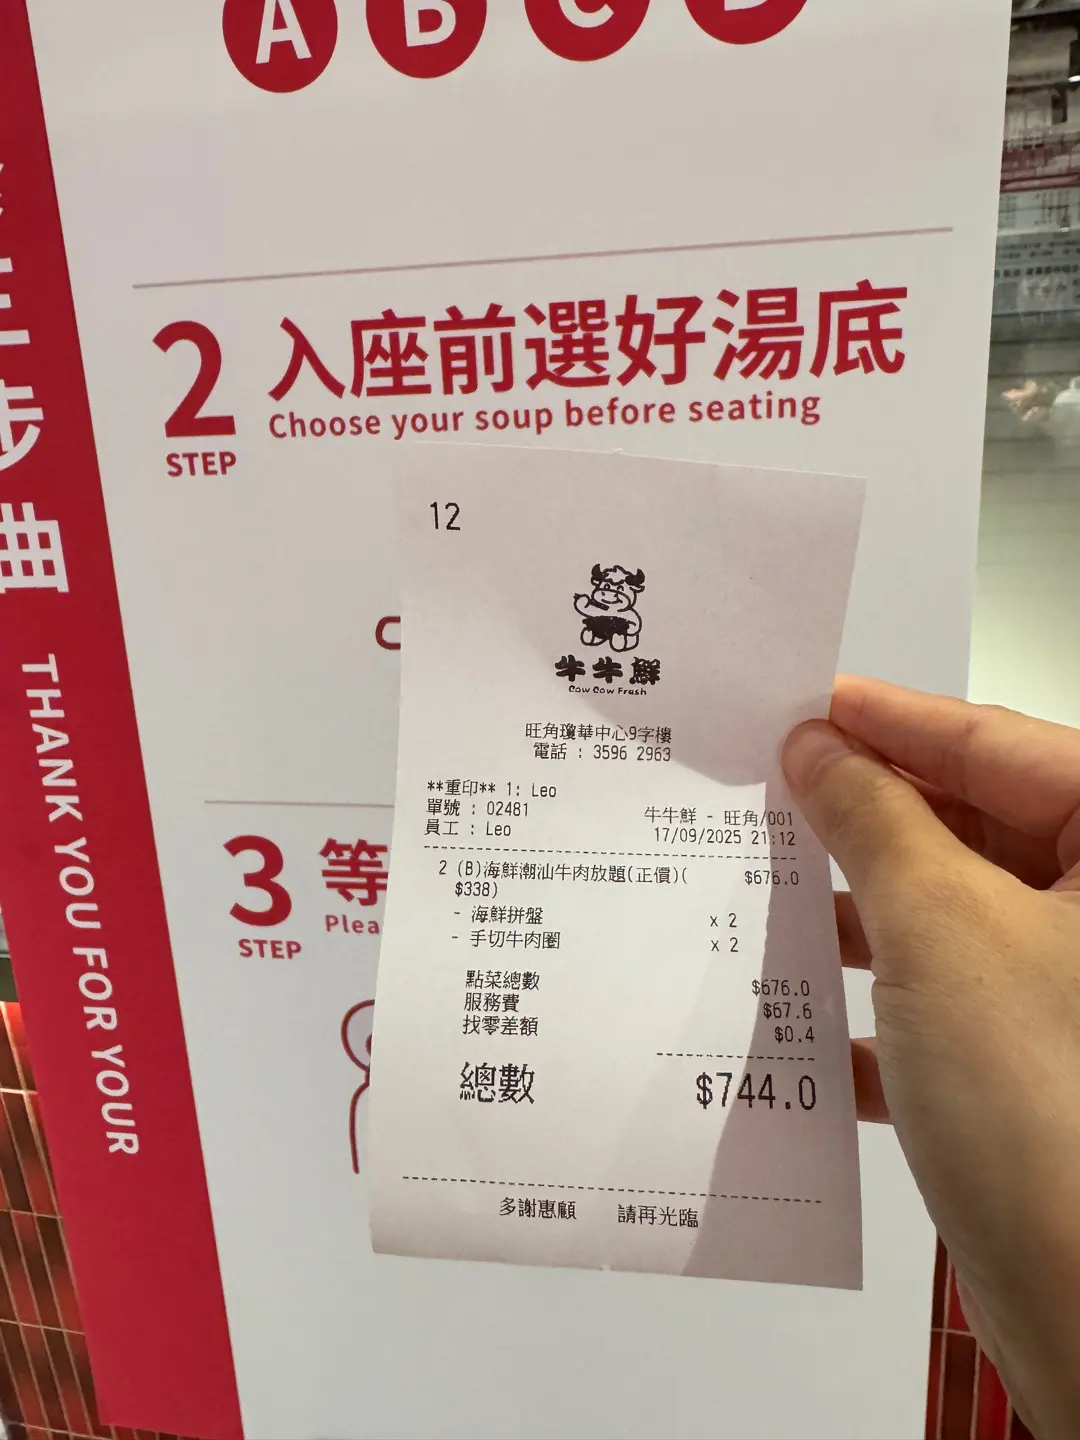 A B C D
2 入座前選好湯底
Choose your soup before seating
STEP
步
曲
THANK YOU FOR YOUR
12
牛牛鮮
Cow Cow Fresh
旺角瓊華中心9字樓
電話 : 3596 2963
**重印** 1: Leo
單號 : 02481
牛牛鮮 - 旺角/001
員工 : Leo
17/09/2025 21:12
2 (B)海鮮潮汕牛肉放題(正價)( $676.0
$338)
- 海鮮拼盤 x 2
- 手切牛肉圈 x 2
點菜總數 $676.0
服務費 $67.6
找零差額 $0.4
總數 $744.0
多謝惠顧 請再光臨
3 等
STEP